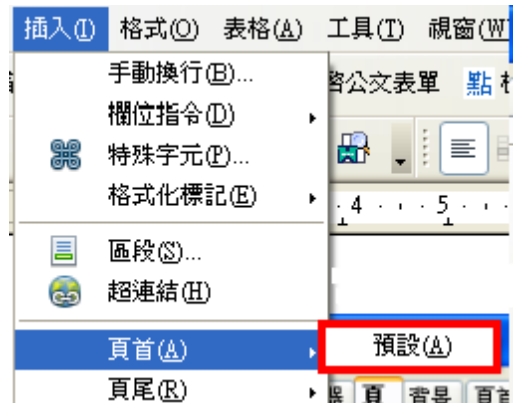 插入(I) 格式(O) 表格(A) 工具(T) 視窗(W
手動換行(B)...
公文表單 點
欄位指令(D)
特殊字元(P)...
格式化標記(E)
4 5
區段(S)...
超連結(H)
頁首(A) 預設(A)
頁尾(R)
頁 背景 頁首